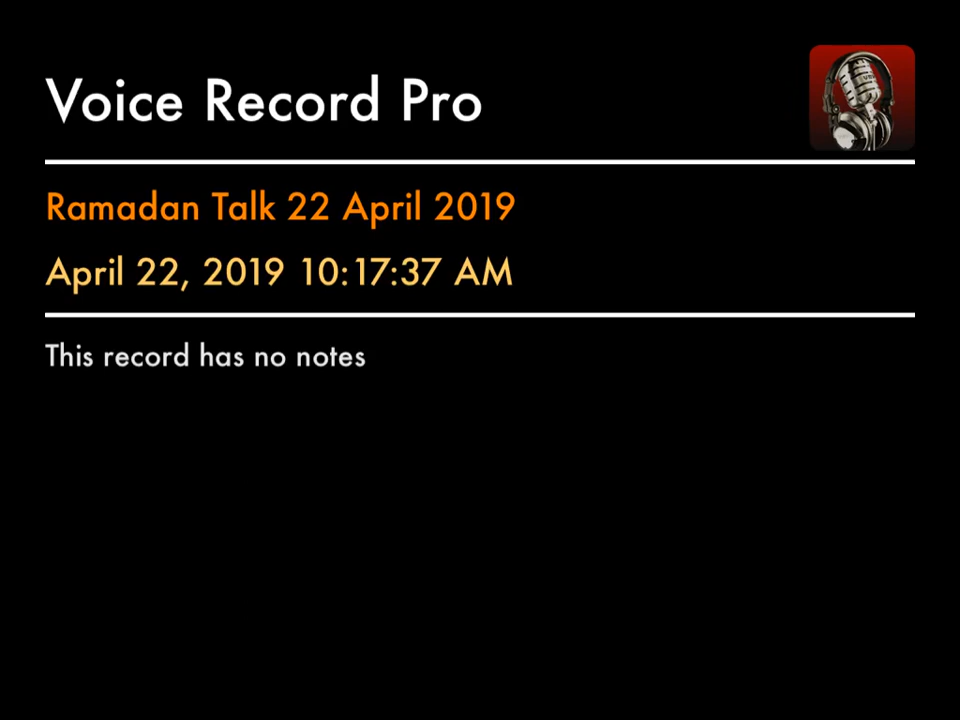 Voice Record Pro
Ramadan Talk 22 April 2019
April 22, 2019 10:17:37 AM
This record has no notes